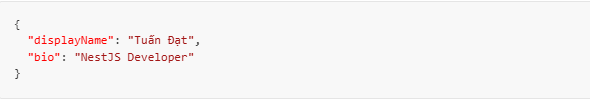 {
  "displayName": "Tuấn Đạt",
  "bio": "NestJS Developer"
}